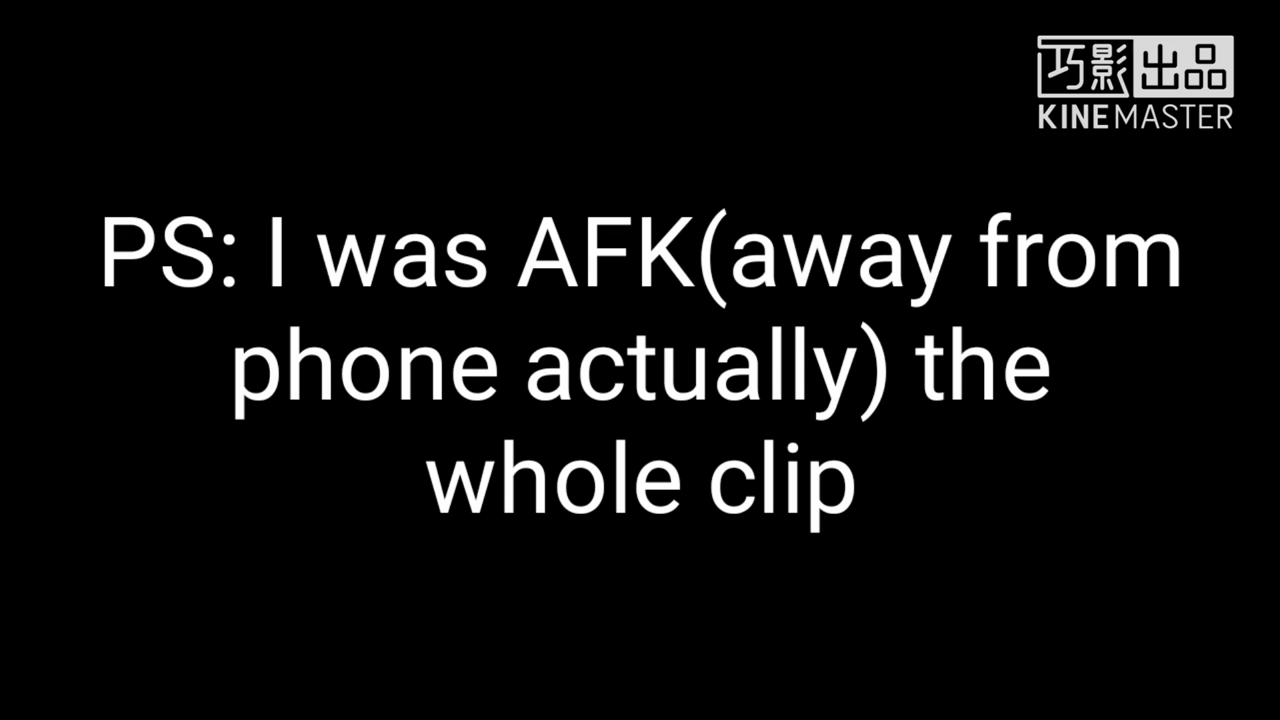 巧影出品
KINEMASTER
PS: I was AFK(away from
phone actually) the
whole clip